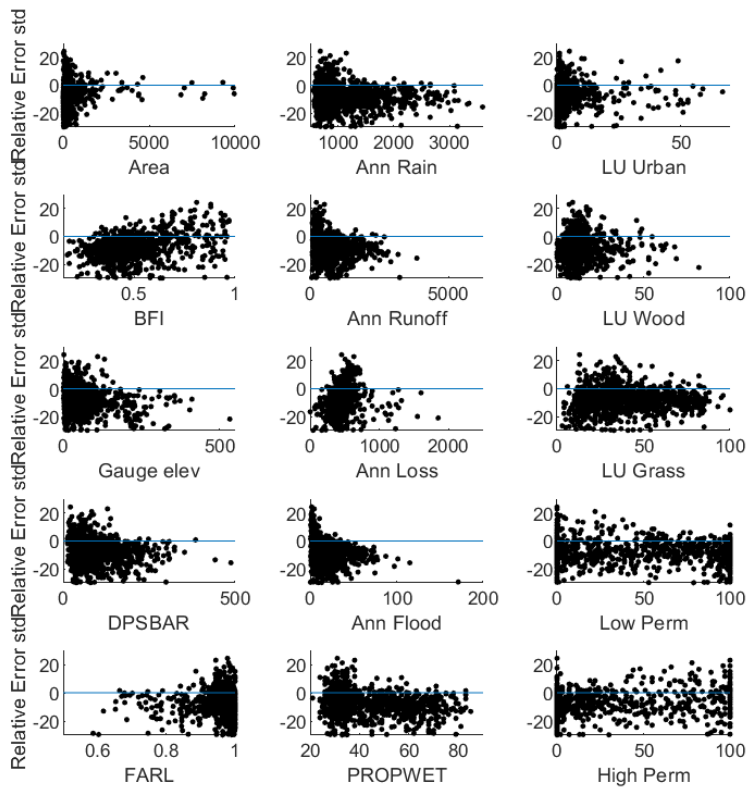 Relative Error std
20
0
-20
0 5000 10000
Area
1000 2000 3000
Ann Rain
0 50
LU Urban
Relative Error std
20
0
-20
0.5 1
BFI
20
0
-20
0 5000
Ann Runoff
20
0
-20
0 50 100
LU Wood
Relative Error std
20
0
-20
0 500
Gauge elev
20
0
-20
0 1000 2000
Ann Loss
20
0
-20
0 50 100
LU Grass
Relative Error std
20
0
-20
0 500
DPSBAR
20
0
-20
0 100 200
Ann Flood
20
0
-20
0 50 100
Low Perm
Relative Error std
20
0
-20
0.6 0.8 1
FARL
20
0
-20
20 40 60 80
PROPWET
20
0
-20
0 50 100
High Perm